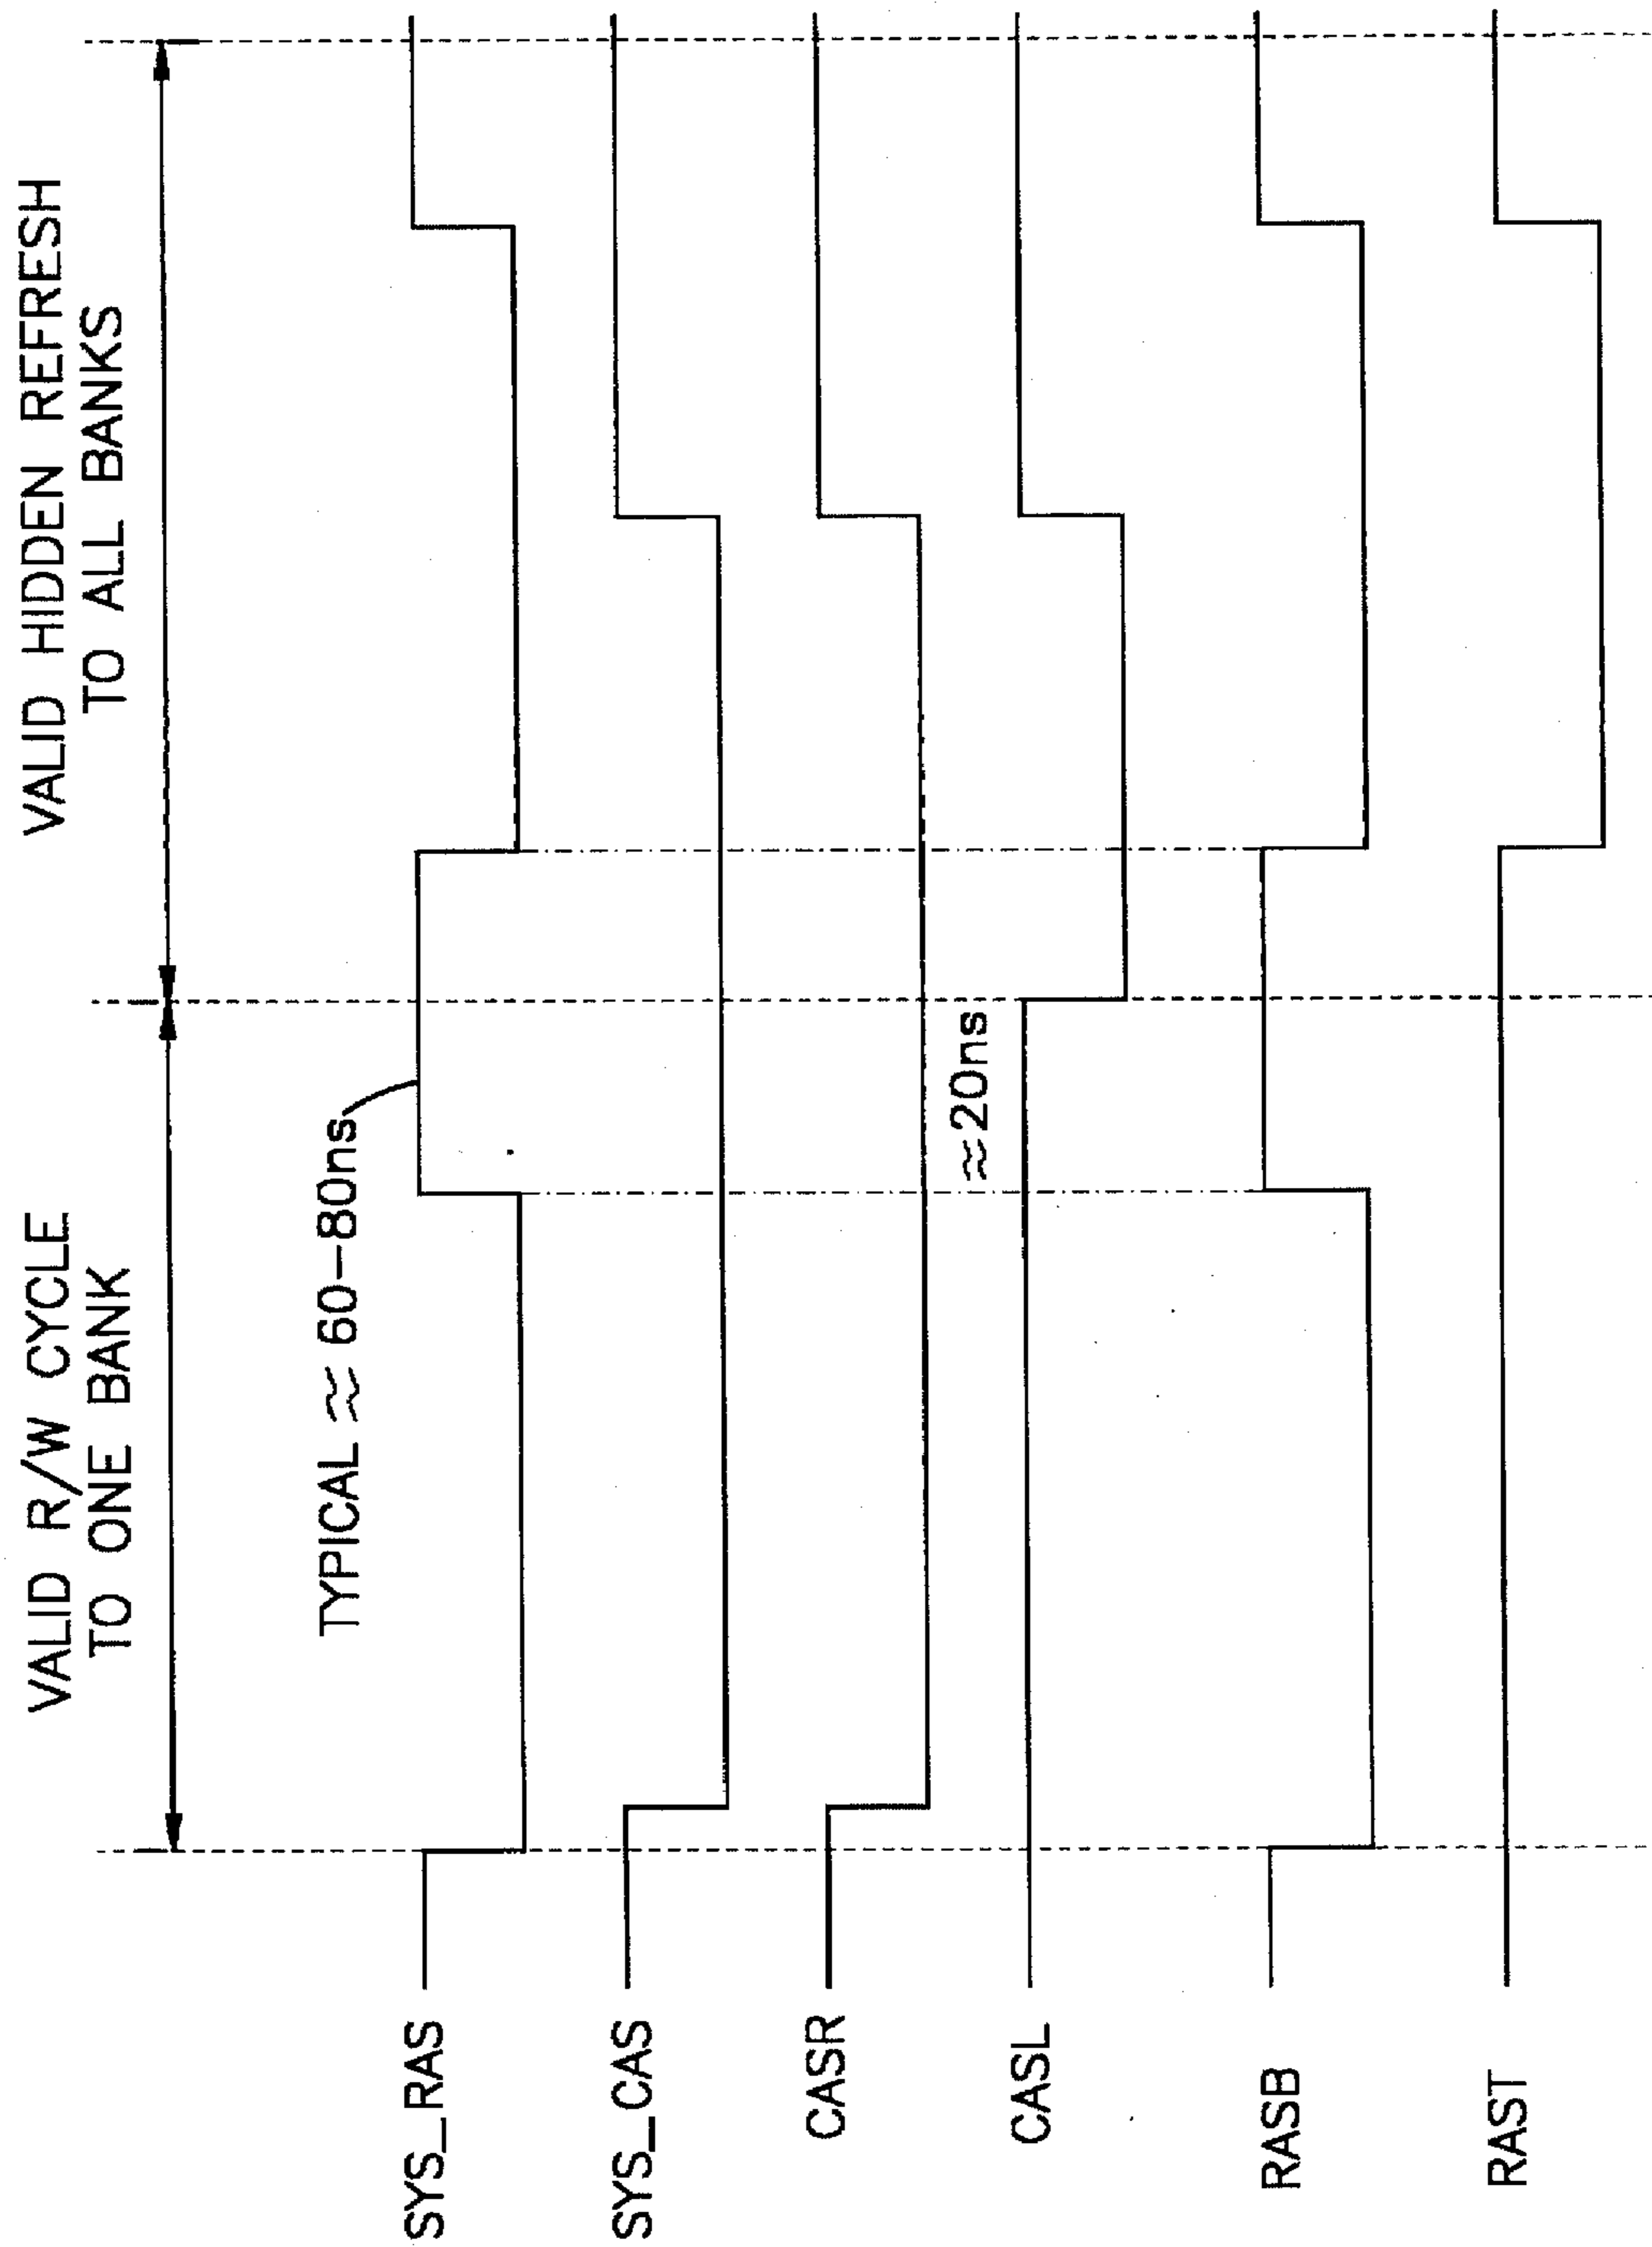 VALID R/W CYCLE
TO ONE BANK
VALID HIDDEN REFRESH
TO ALL BANKS
TYPICAL ≈ 60-80ns
SYS_RAS
SYS_CAS
CASR
≈20ns
CASL
RASB
RAST